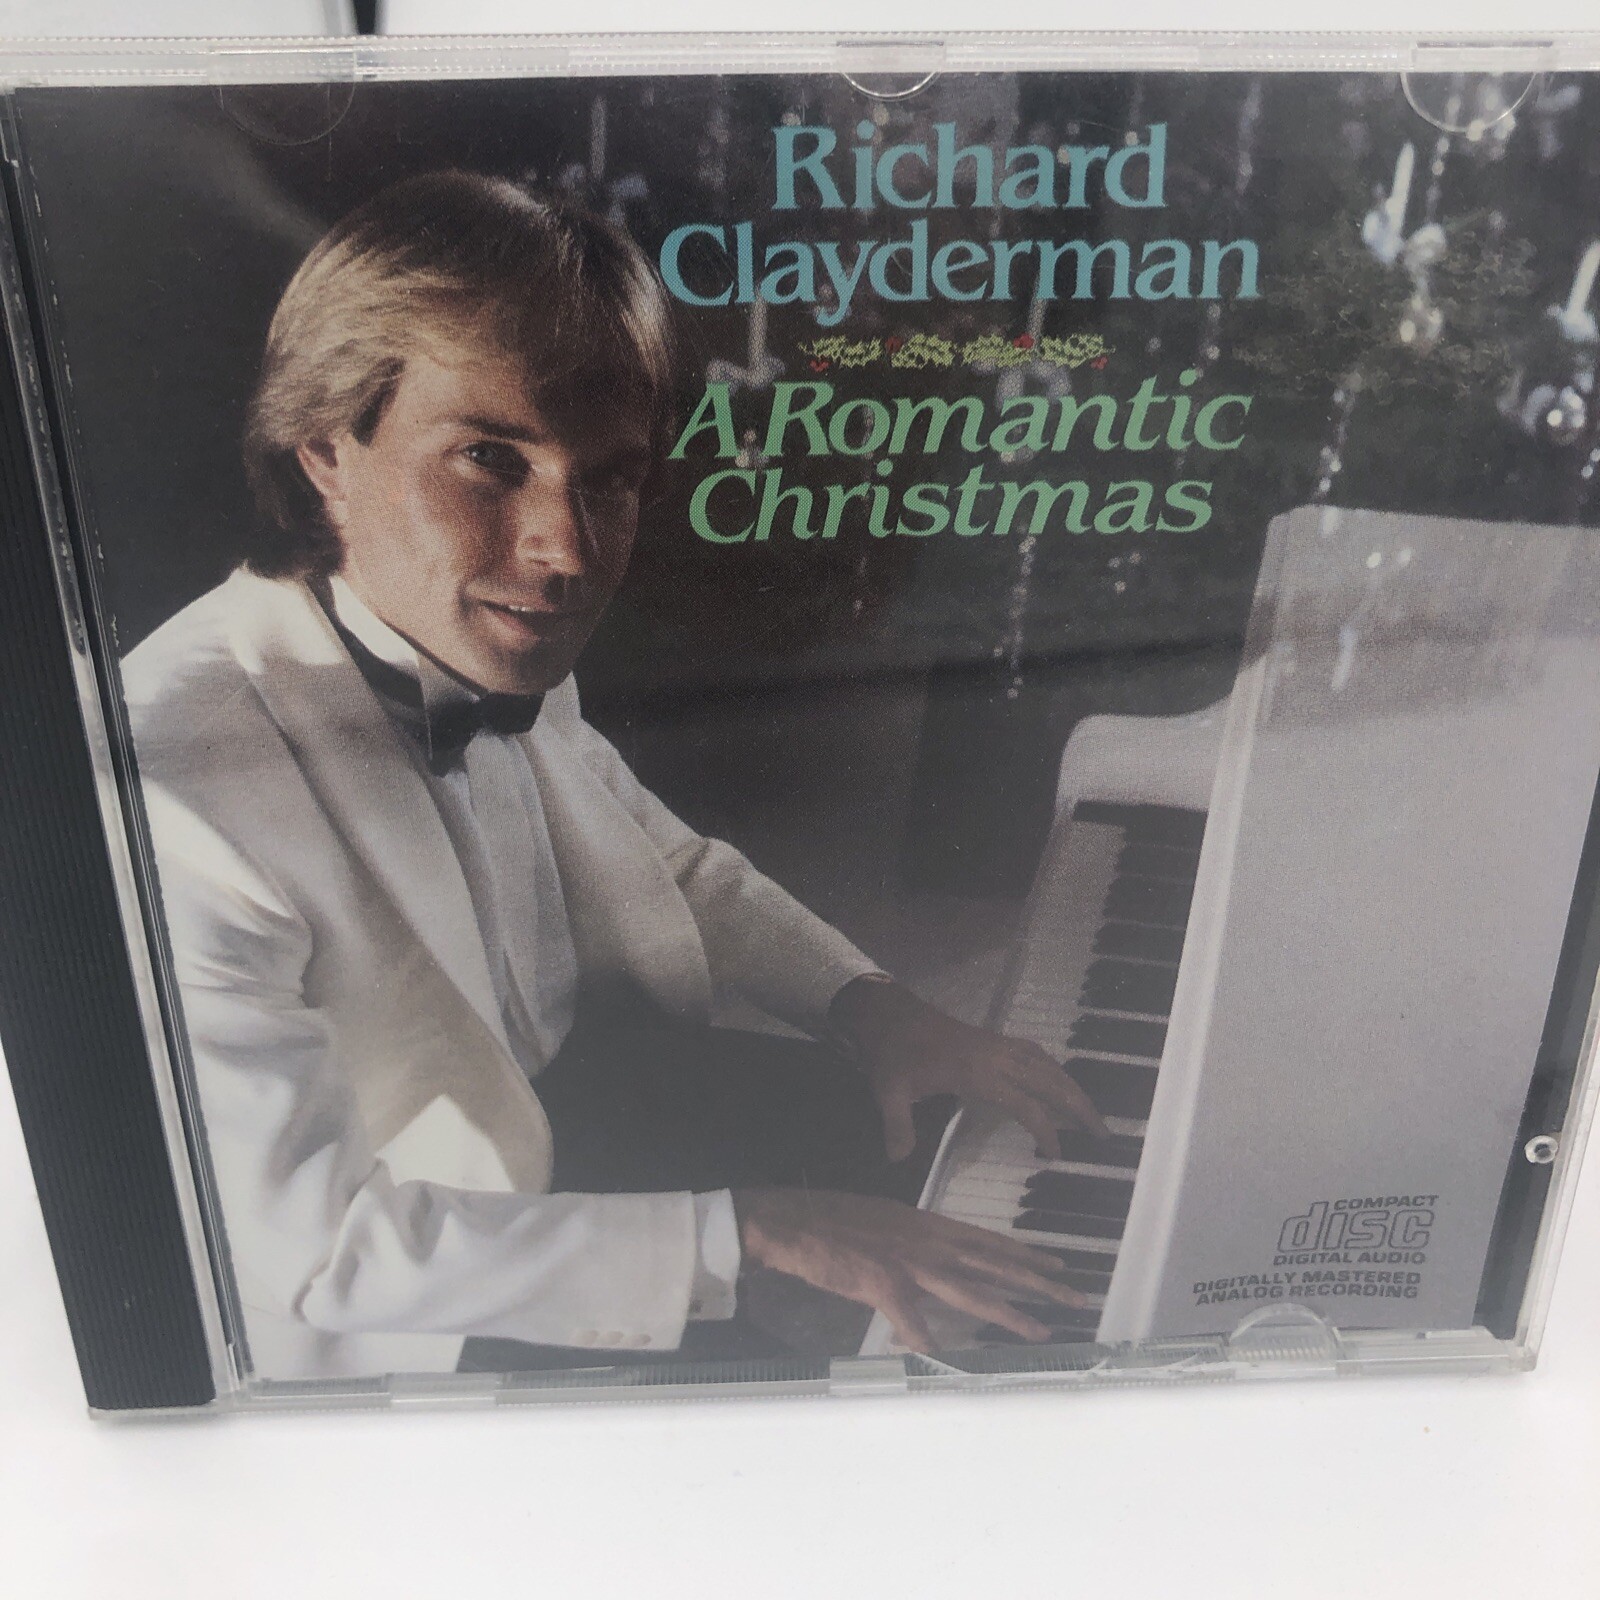 Richard
Clayderman
A Romantic
Christmas
COMPACT
disc
DIGITAL AUDIO
DIGITALLY MASTERED
ANALOG RECORDING